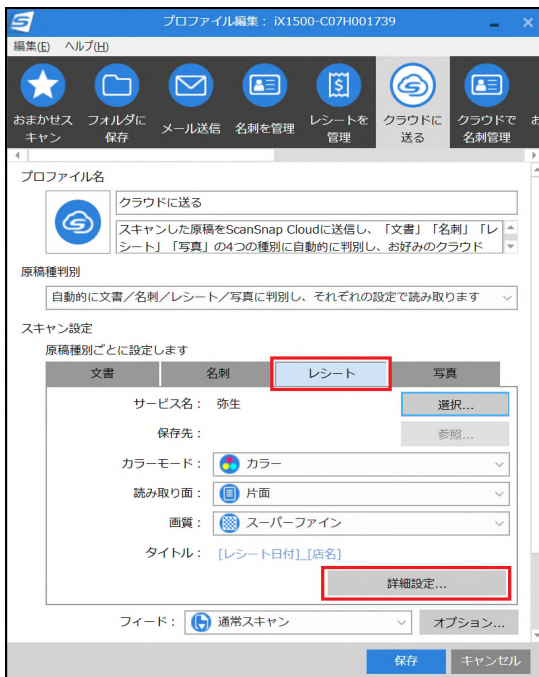 プロファイル編集： iX1500-C07H001739
編集(E) ヘルプ(H)
おまかせス
キャン
フォルダに
保存
メール送信
名刺を管理
レシートを
管理
クラウドに
送る
クラウドで
名刺管理
お
プロファイル名
クラウドに送る
スキャンした原稿をScanSnap Cloudに送信し、「文書」「名刺」「レ
シート」「写真」の4つの種別に自動的に判別し、お好みのクラウド
原稿種判別
自動的に文書／名刺／レシート／写真に判別し、それぞれの設定で読み取ります
スキャン設定
原稿種別ごとに設定します
文書 名刺 レシート 写真
サービス名： 弥生 選択...
保存先： 参照...
カラーモード： カラー
読み取り面： 片面
画質： スーパーファイン
タイトル： [レシート日付]_[店名]
詳細設定...
フィード： 通常スキャン オプション...
保存 キャンセル